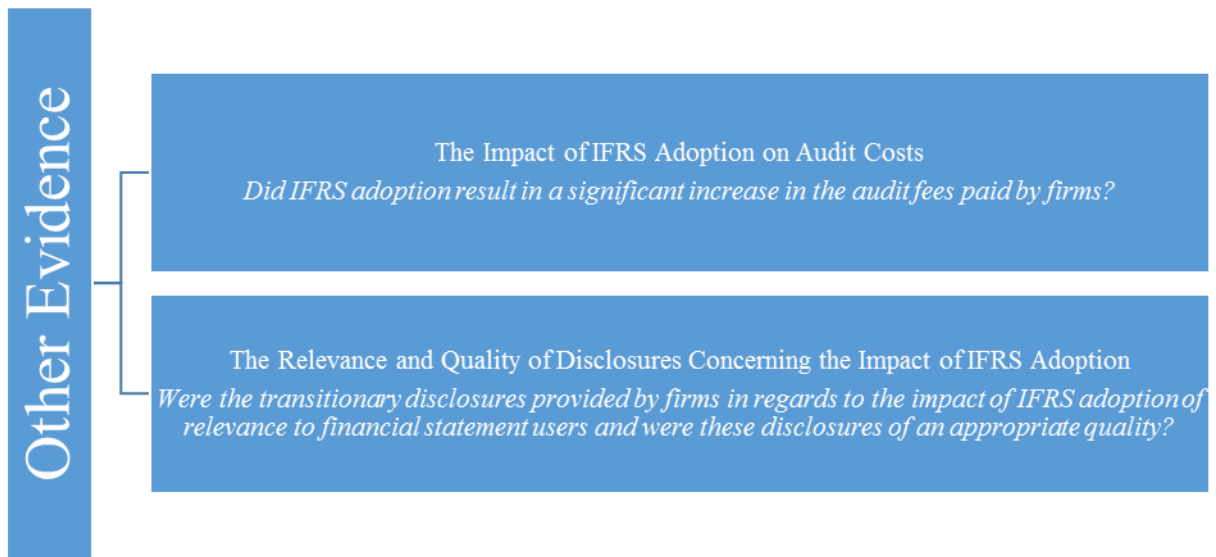 Other Evidence
The Impact of IFRS Adoption on Audit Costs
Did IFRS adoption result in a significant increase in the audit fees paid by firms?
The Relevance and Quality of Disclosures Concerning the Impact of IFRS Adoption
Were the transitionary disclosures provided by firms in regards to the impact of IFRS adoption of
relevance to financial statement users and were these disclosures of an appropriate quality?